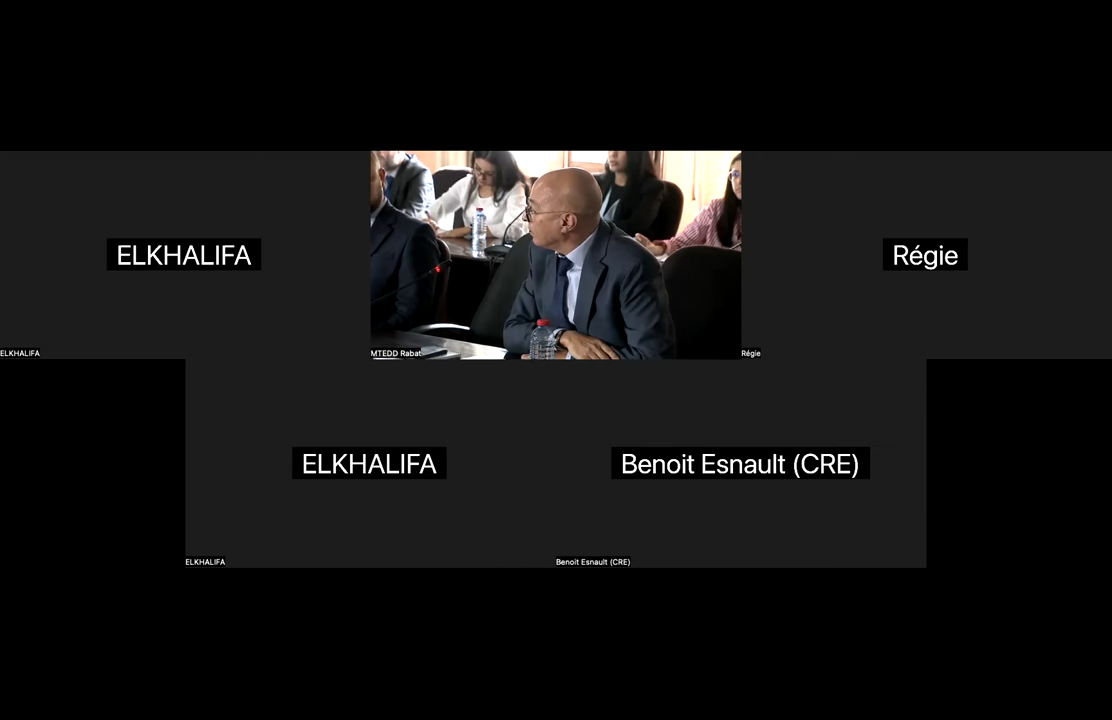 ELKHALIFA
Régie
ELKHALIFA
MTEDD Rabat
Régie
ELKHALIFA
Benoit Esnault (CRE)
ELKHALIFA
Benoit Esnault (CRE)